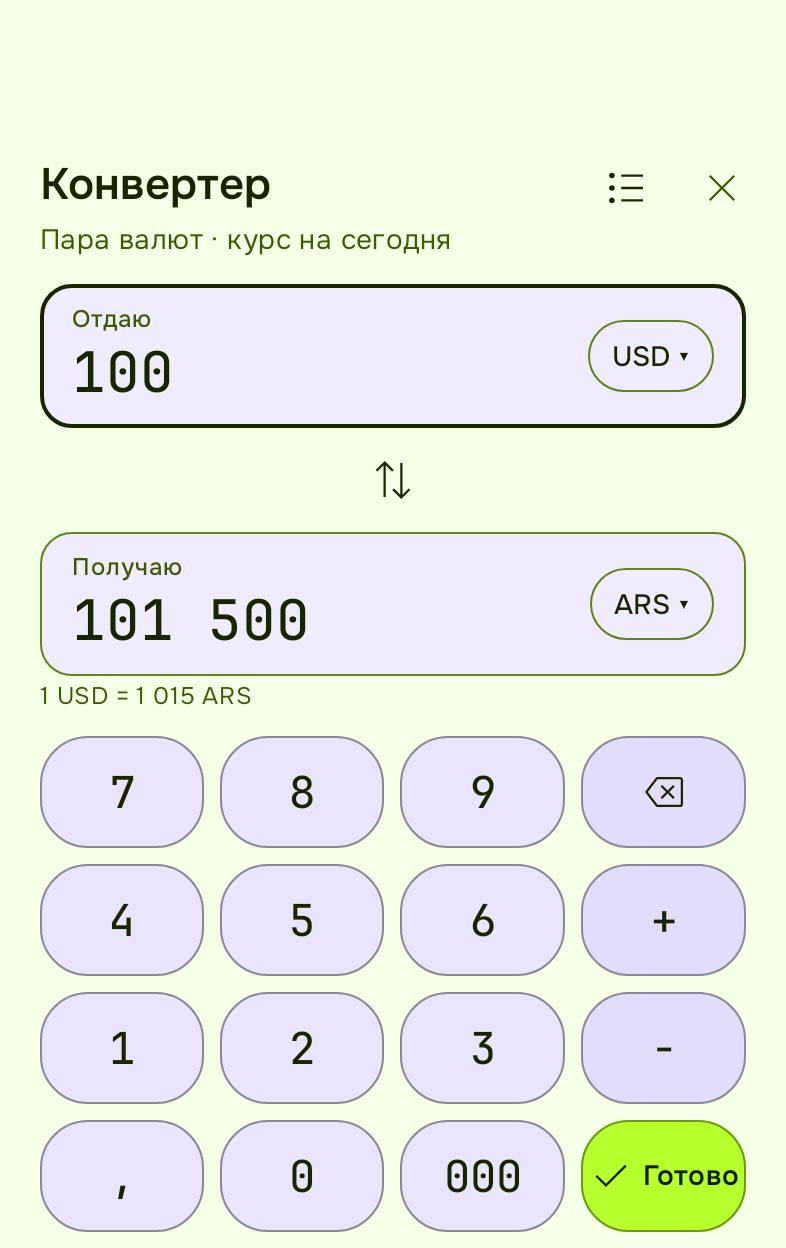 Конвертер
Пара валют · курс на сегодня
Отдаю
100
USD ▾
Получаю
101 500
ARS ▾
1 USD = 1 015 ARS
7 8 9
4 5 6 +
1 2 3 -
, 0 000 Готово